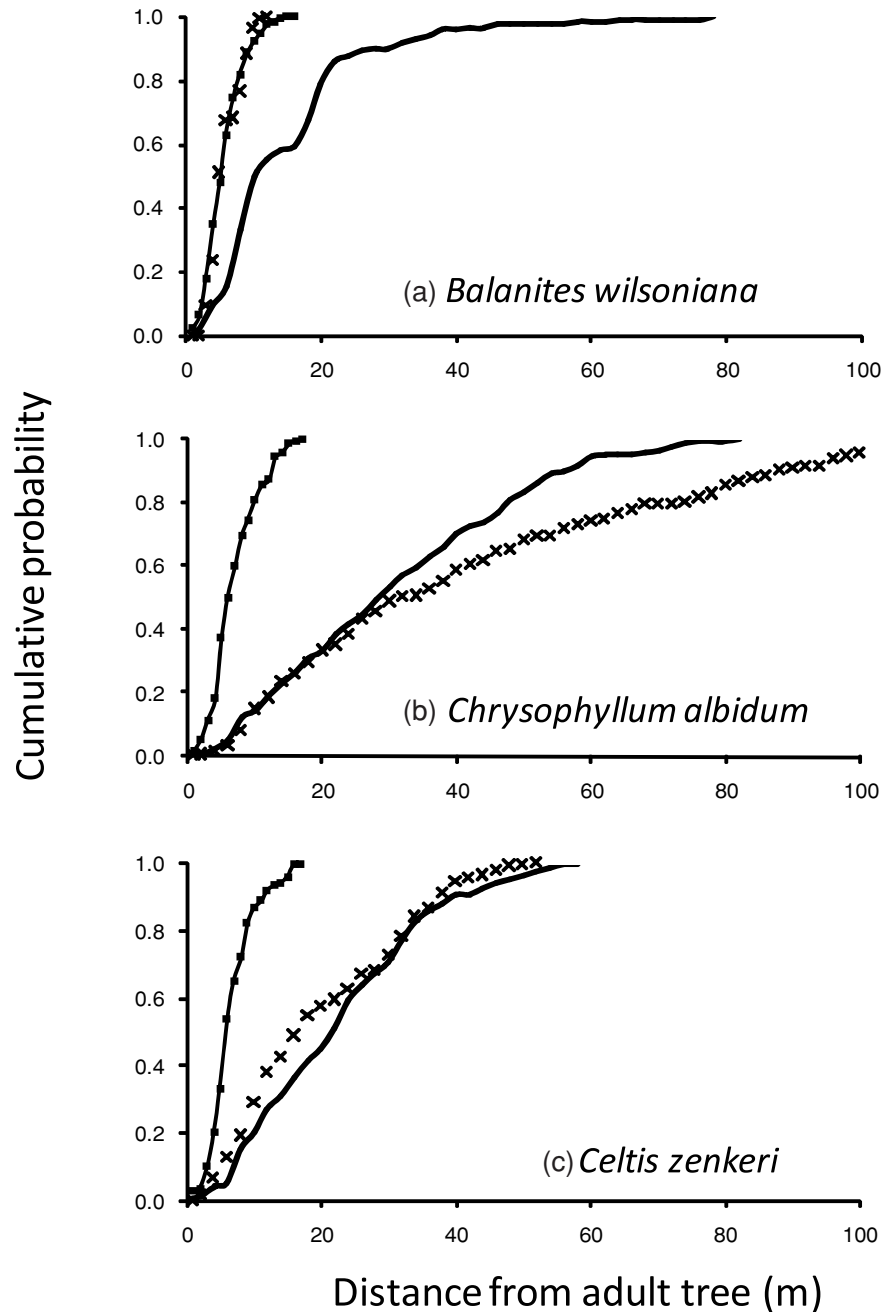 1.0
0.8
0.6
0.4
0.2
0.0
(a) Balanites wilsoniana
0 20 40 60 80 100
Cumulative probability
1.0
0.8
0.6
0.4
0.2
0.0
(b) Chrysophyllum albidum
0 20 40 60 80 100
1.0
0.8
0.6
0.4
0.2
0.0
(c) Celtis zenkeri
0 20 40 60 80 100
Distance from adult tree (m)